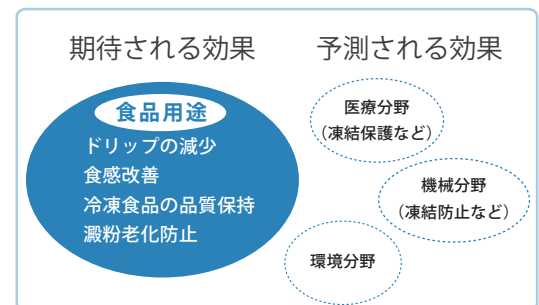 期待される効果
食品用途
ドリップの減少
食感改善
冷凍食品の品質保持
澱粉老化防止
予測される効果
医療分野
（凍結保護など）
機械分野
（凍結防止など）
環境分野